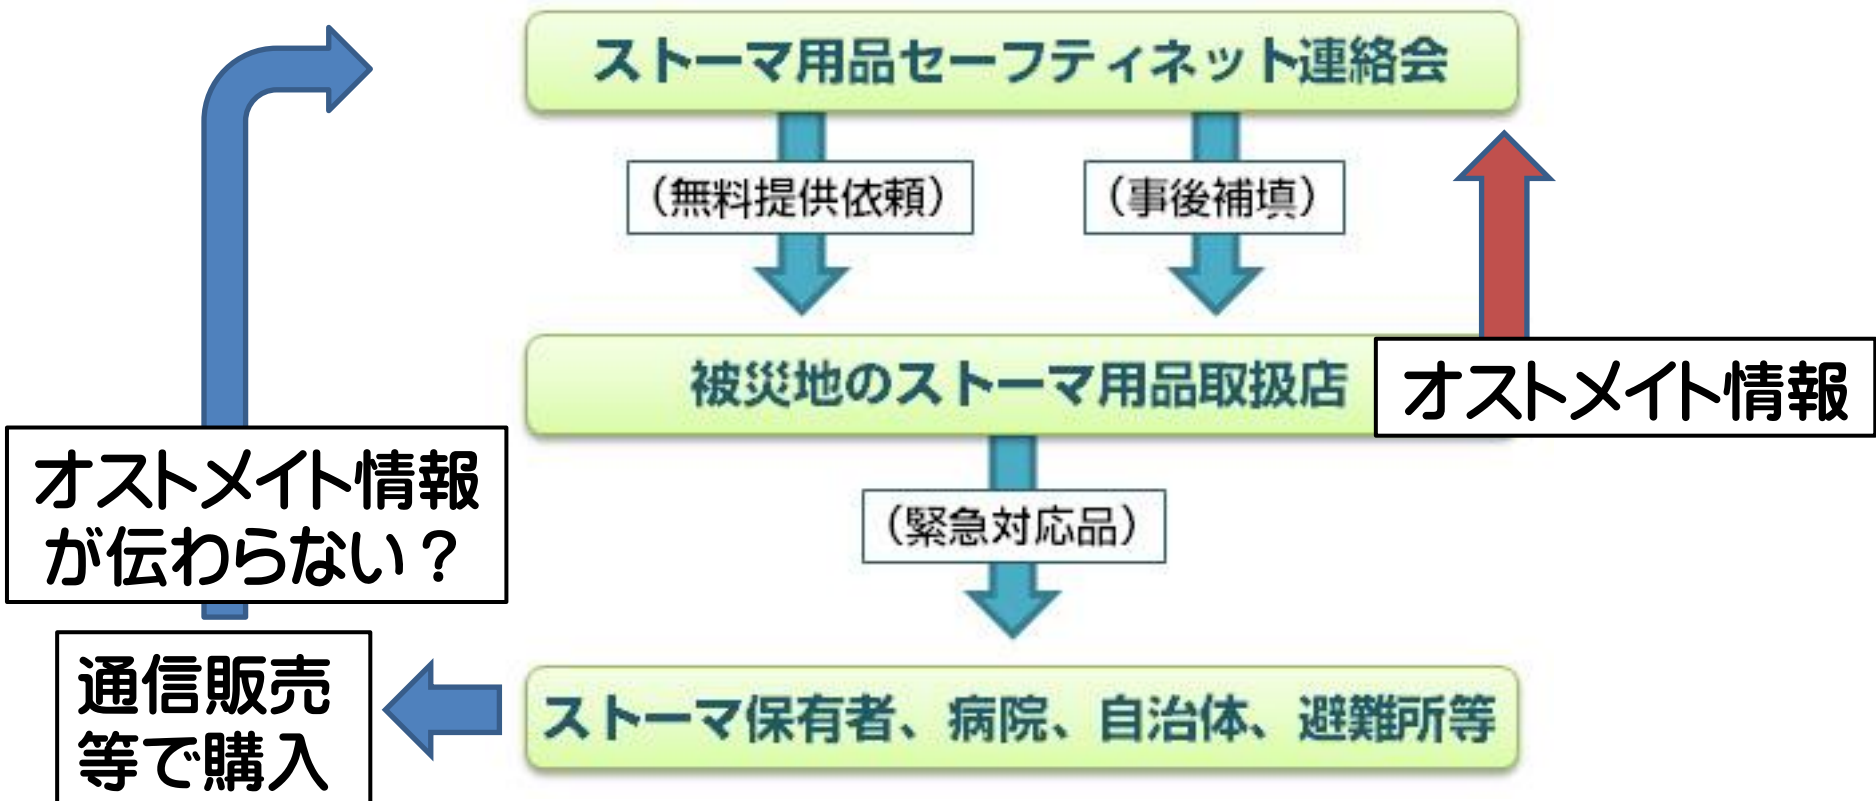 ストーマ用品セーフティネット連絡会
（無料提供依頼）
（事後補填）
被災地のストーマ用品取扱店
オストメイト情報
オストメイト情報
が伝わらない？
（緊急対応品）
通信販売
等で購入
ストーマ保有者、病院、自治体、避難所等